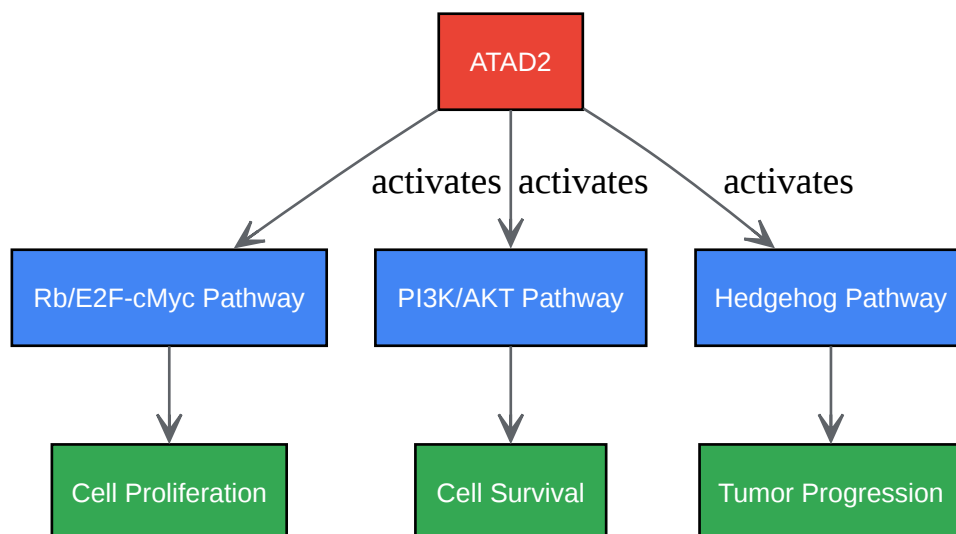 ATAD2
activates activates activates
Rb/E2F-cMyc Pathway PI3K/AKT Pathway Hedgehog Pathway
Cell Proliferation Cell Survival Tumor Progression